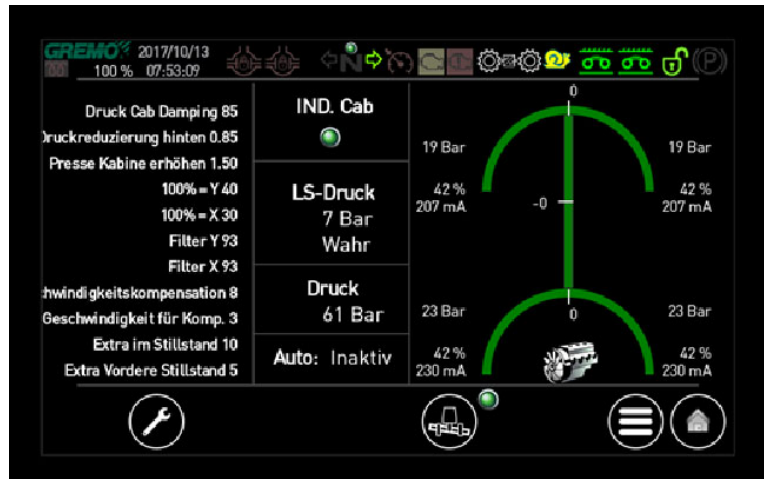 GREMO 2017/10/13
100 % 07:53:09
N
(P)
Druck Cab Damping 85
ruckreduzierung hinten 0.85
Presse Kabine erhöhen 1.50
100% = Y 40
100% = X 30
Filter Y 93
Filter X 93
hwindigkeitskompensation 8
Geschwindigkeit für Komp. 3
Extra im Stillstand 10
Extra Vordere Stillstand 5
IND. Cab
LS-Druck
7 Bar
Wahr
Druck
61 Bar
Auto: Inaktiv
0
19 Bar
19 Bar
42 %
207 mA
-0
42 %
207 mA
23 Bar
0
23 Bar
42 %
230 mA
42 %
230 mA